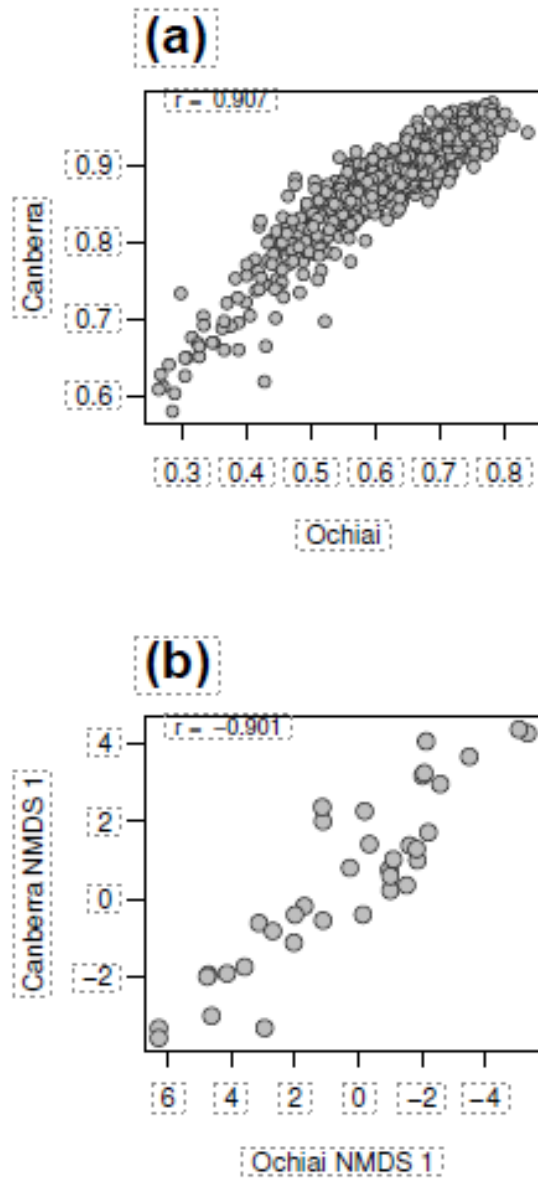 (a)
r = 0.907
Canberra
0.9
0.8
0.7
0.6
0.3 0.4 0.5 0.6 0.7 0.8
Ochiai
(b)
r = −0.901
Canberra NMDS 1
4
2
0
−2
6 4 2 0 −2 −4
Ochiai NMDS 1